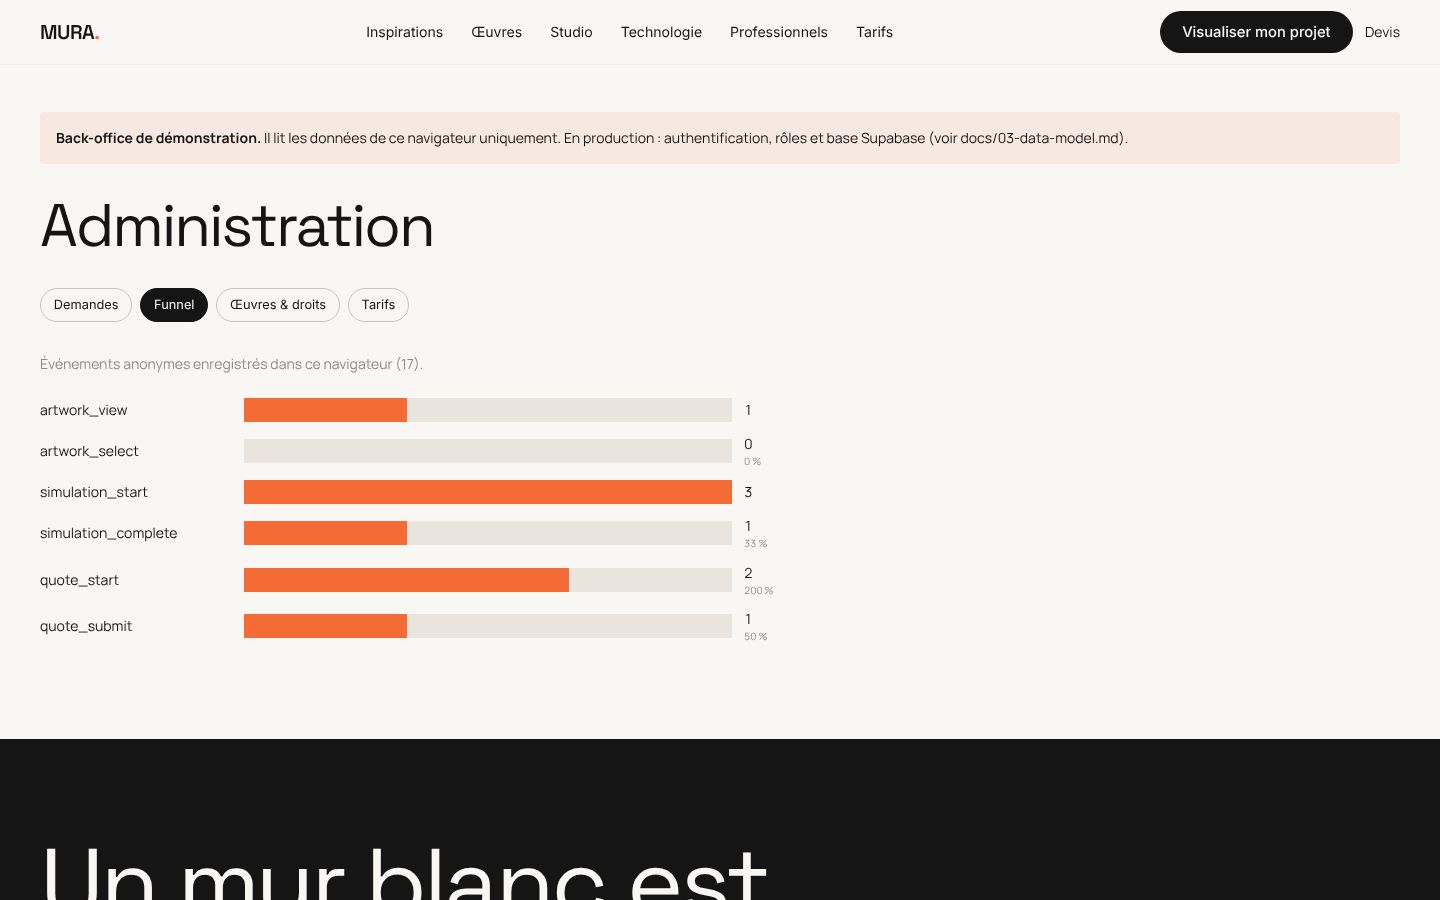 MURA.
Inspirations Œuvres Studio Technologie Professionnels Tarifs
Visualiser mon projet Devis
Back-office de démonstration. Il lit les données de ce navigateur uniquement. En production : authentification, rôles et base Supabase (voir docs/03-data-model.md).
Administration
Demandes Funnel Œuvres & droits Tarifs
Événements anonymes enregistrés dans ce navigateur (17).
artwork_view 1
artwork_select 0
0 %
simulation_start 3
simulation_complete 1
33 %
quote_start 2
200 %
quote_submit 1
50 %
Un mur blanc est